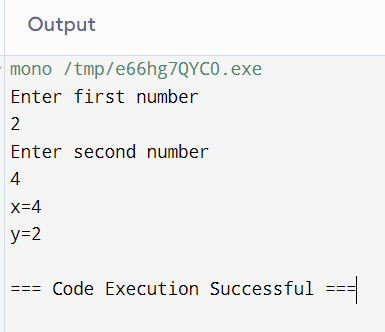 Output
mono /tmp/e66hg7QYC0.exe
Enter first number
2
Enter second number
4
x=4
y=2
=== Code Execution Successful ===